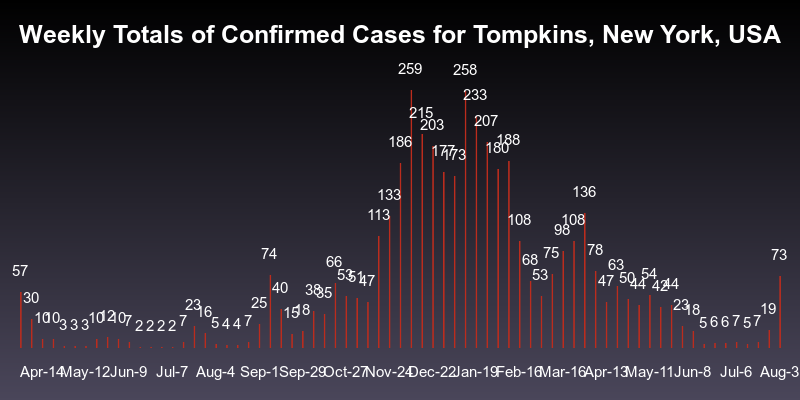 Weekly Totals of Confirmed Cases for Tompkins, New York, USA
57 30 10 10 3 3 3 10 12 10 7 2 2 2 2 7 23 16 5 4 4 7 25 74 40 15 18 38 35 66 53 51 47 113 133 186 259 215 203 177 173 258 233 207 180 188 108 68 53 75 98 108 136 78 47 63 50 44 54 42 44 23 18 5 6 6 7 5 7 19 73
Apr-14 May-12 Jun-9 Jul-7 Aug-4 Sep-1 Sep-29 Oct-27 Nov-24 Dec-22 Jan-19 Feb-16 Mar-16 Apr-13 May-11 Jun-8 Jul-6 Aug-3